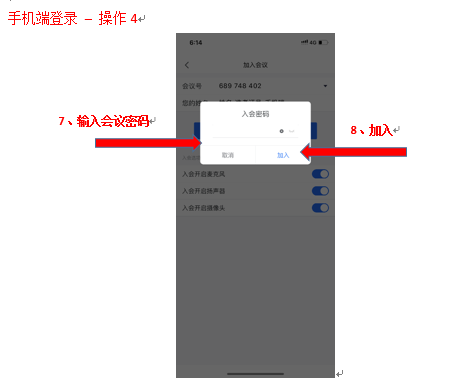 手机端登录 – 操作 4
6:14
4G
加入会议
会议号
689 748 402
您的
入会密码
7、输入会议密码
8、加入
取消
加入
入会开启麦克风
入会开启扬声器
入会开启摄像头